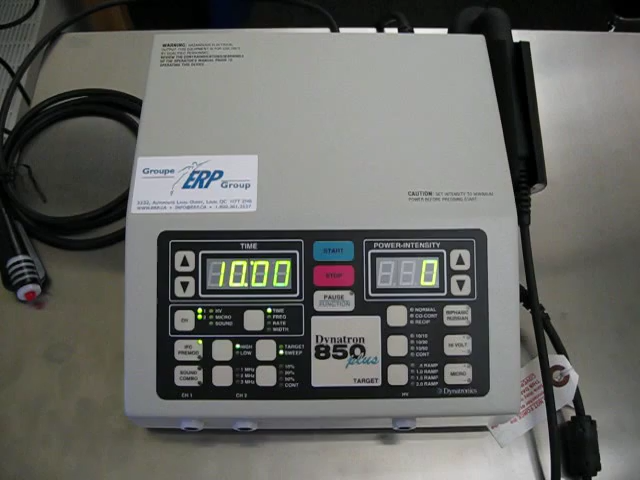 WARNING:
Groupe
ERP
Group
CAUTION: SET INTENSITY TO MINIMUM
POWER BEFORE PRESSING START.
TIME
START
POWER-INTENSITY
10:00
STOP
0
PAUSE
FUNCTION
CH
1 HV
2 MICRO
SOUND
TIME
FREQ
RATE
WIDTH
NORMAL
CO-CONT
RECIP
BIPHASIC
RUSSIAN
IFC
PREMOD
HIGH
LOW
TARGET
SWEEP
Dynatron
850
plus
TARGET
10/10
10/30
10/50
CONT
HI VOLT
SOUND
COMBO
1 MHz
2 MHz
3 MHz
10%
20%
50%
CONT
.5 RAMP
1.0 RAMP
1.5 RAMP
2.0 RAMP
MICRO
Dynatronics
CH 1
CH 2
HV